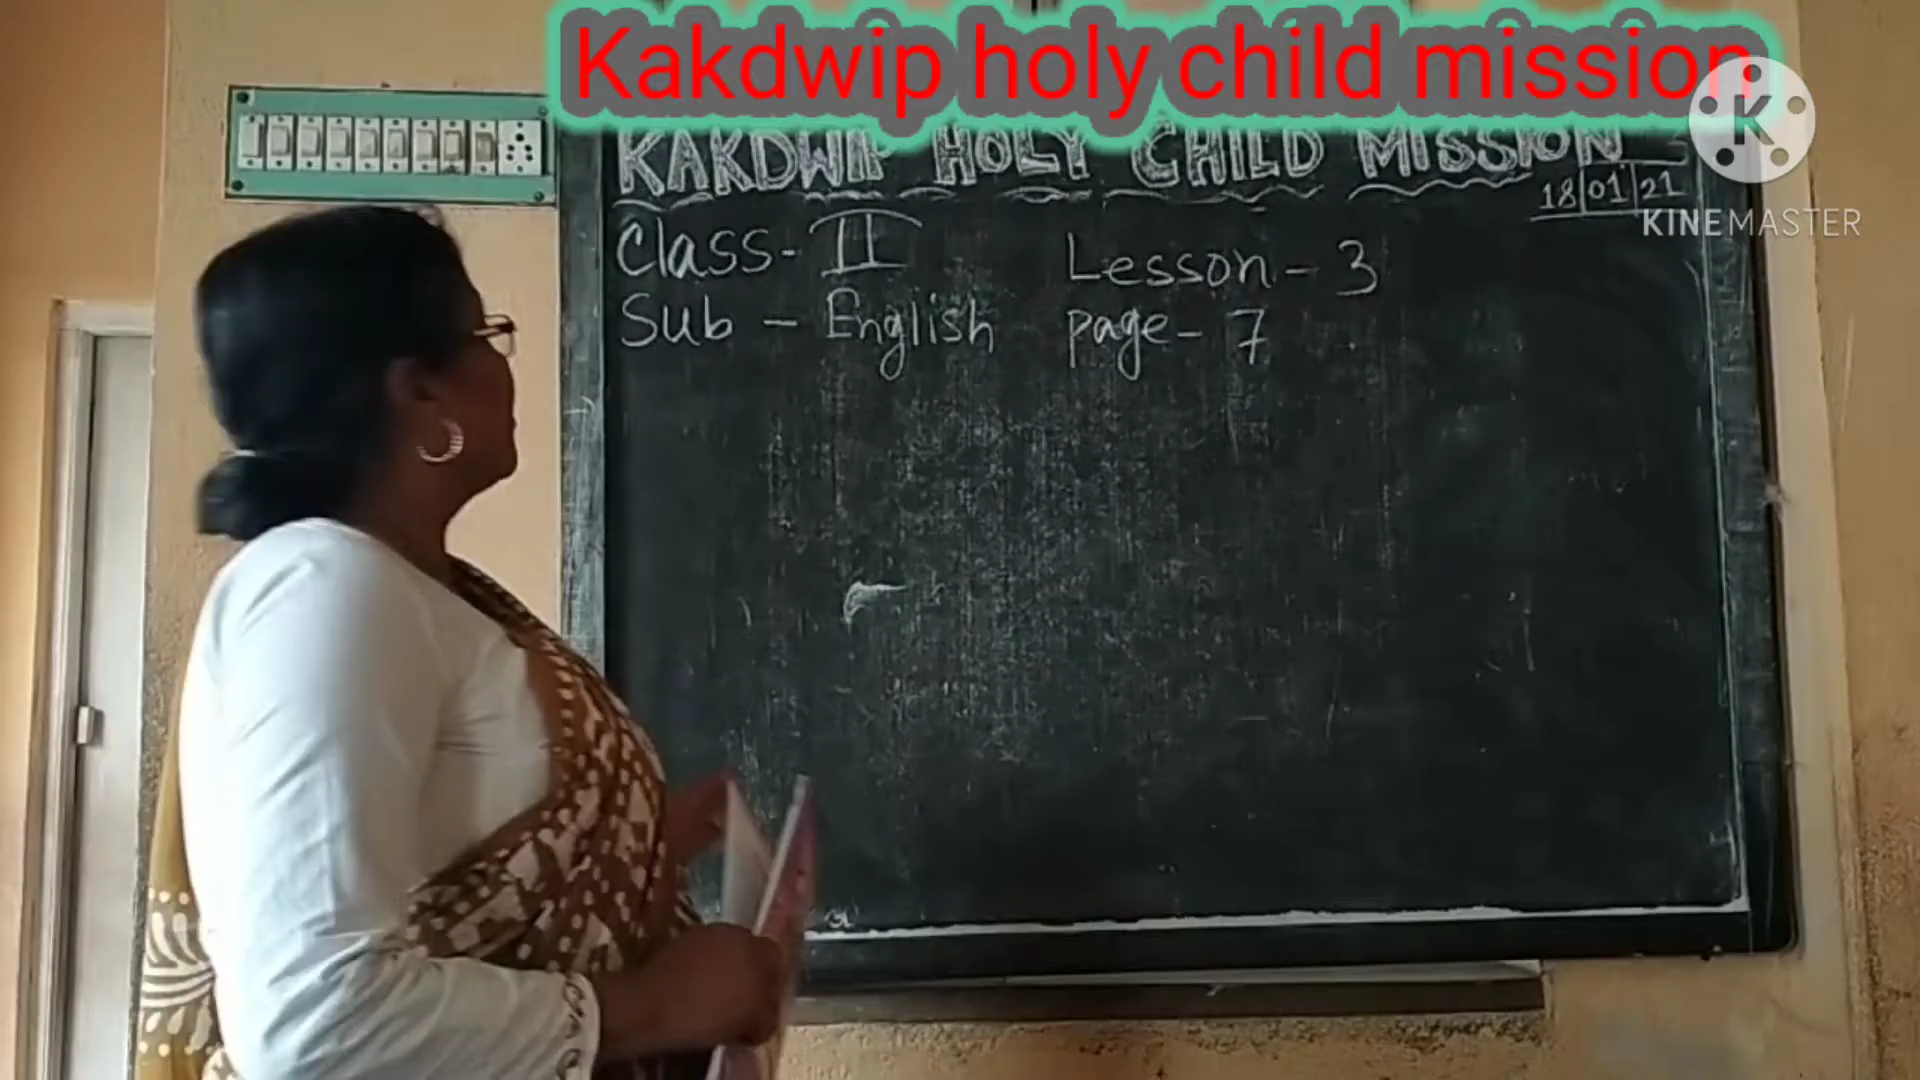 Kakdwip holy child mission
KAKDWIP HOLY CHILD MISSION
18|01|21
K
KINEMASTER
Class- II
Lesson - 3
Sub - English
page- 7